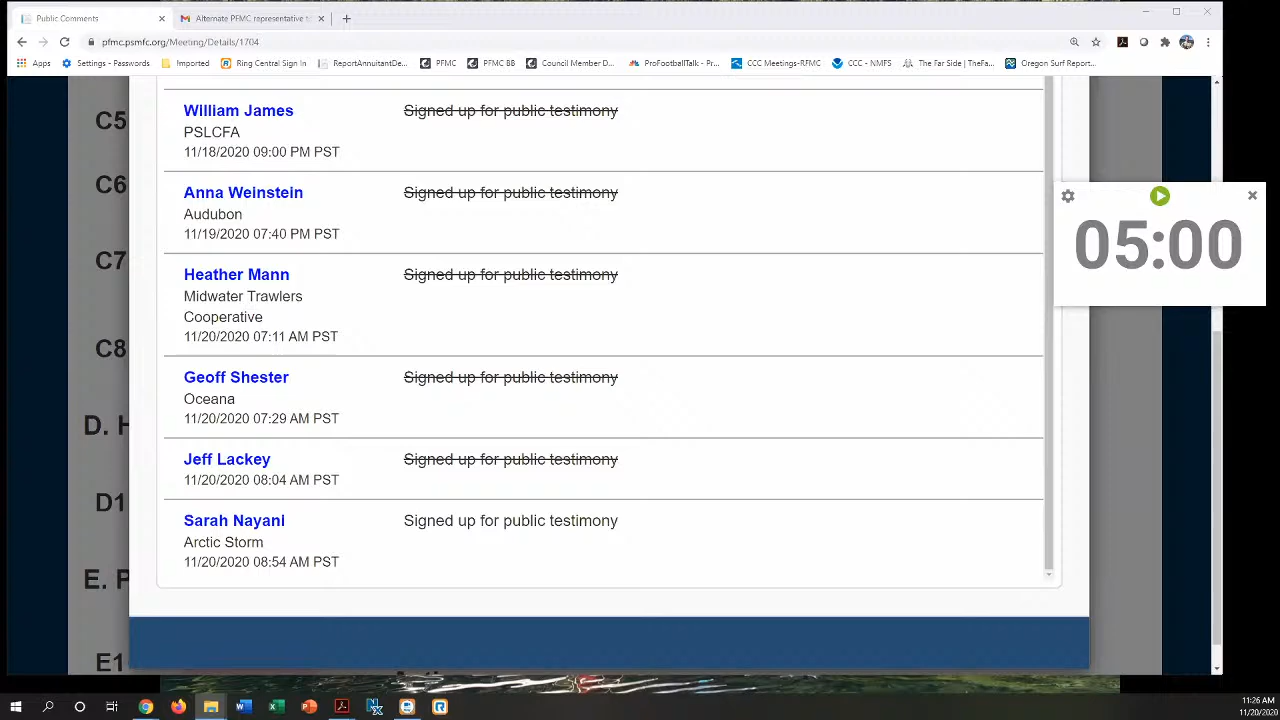 Public Comments
Alternate PFMC representative t
pfmc.psmfc.org/Meeting/Details/1704
Apps
Settings - Passwords
Imported
Ring Central Sign In
ReportAnnuitantDe...
PFMC
PFMC BB
Council Member D...
ProFootballTalk - Pr...
CCC Meetings-RFMC
CCC - NMFS
The Far Side | TheFa...
Oregon Surf Report...
C5
C6
C7
C8
D. H
D1
E. P
E1
William James
Signed up for public testimony
PSLCFA
11/18/2020 09:00 PM PST
Anna Weinstein
Signed up for public testimony
Audubon
11/19/2020 07:40 PM PST
Heather Mann
Signed up for public testimony
Midwater Trawlers
Cooperative
11/20/2020 07:11 AM PST
Geoff Shester
Signed up for public testimony
Oceana
11/20/2020 07:29 AM PST
Jeff Lackey
Signed up for public testimony
11/20/2020 08:04 AM PST
Sarah Nayani
Signed up for public testimony
Arctic Storm
11/20/2020 08:54 AM PST
05:00
11:26 AM
11/20/2020